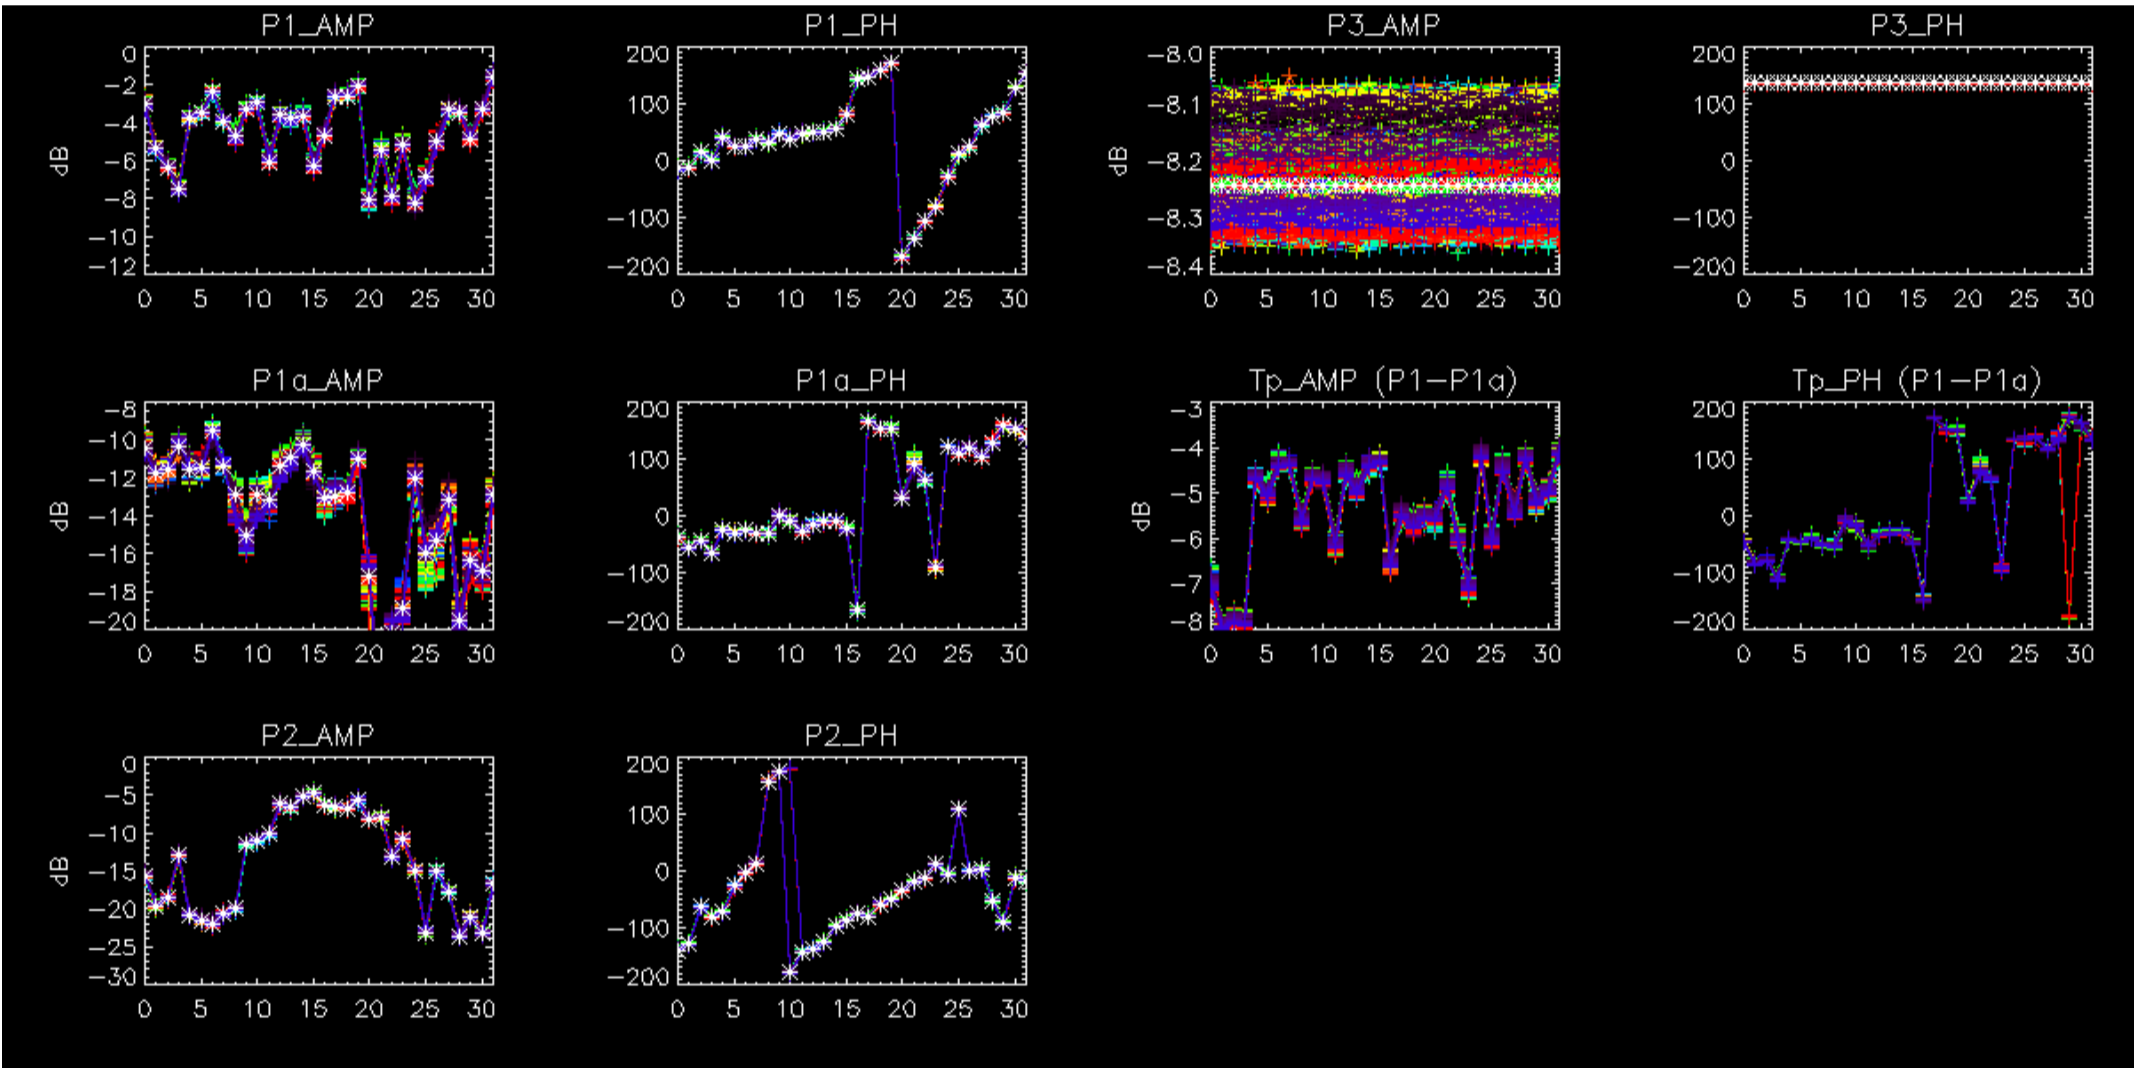 P1_AMP
0
−2
−4
−6
−8
−10
−12
dB
0 5 10 15 20 25 30
P1_PH
200
100
0
−100
−200
0 5 10 15 20 25 30
P3_AMP
−8.0
−8.1
−8.2
−8.3
−8.4
dB
0 5 10 15 20 25 30
P3_PH
200
100
0
−100
−200
0 5 10 15 20 25 30
P1a_AMP
−8
−10
−12
−14
−16
−18
−20
dB
0 5 10 15 20 25 30
P1a_PH
200
100
0
−100
−200
0 5 10 15 20 25 30
Tp_AMP (P1−P1a)
−3
−4
−5
−6
−7
−8
dB
0 5 10 15 20 25 30
Tp_PH (P1−P1a)
200
100
0
−100
−200
0 5 10 15 20 25 30
P2_AMP
0
−5
−10
−15
−20
−25
−30
dB
0 5 10 15 20 25 30
P2_PH
200
100
0
−100
−200
0 5 10 15 20 25 30